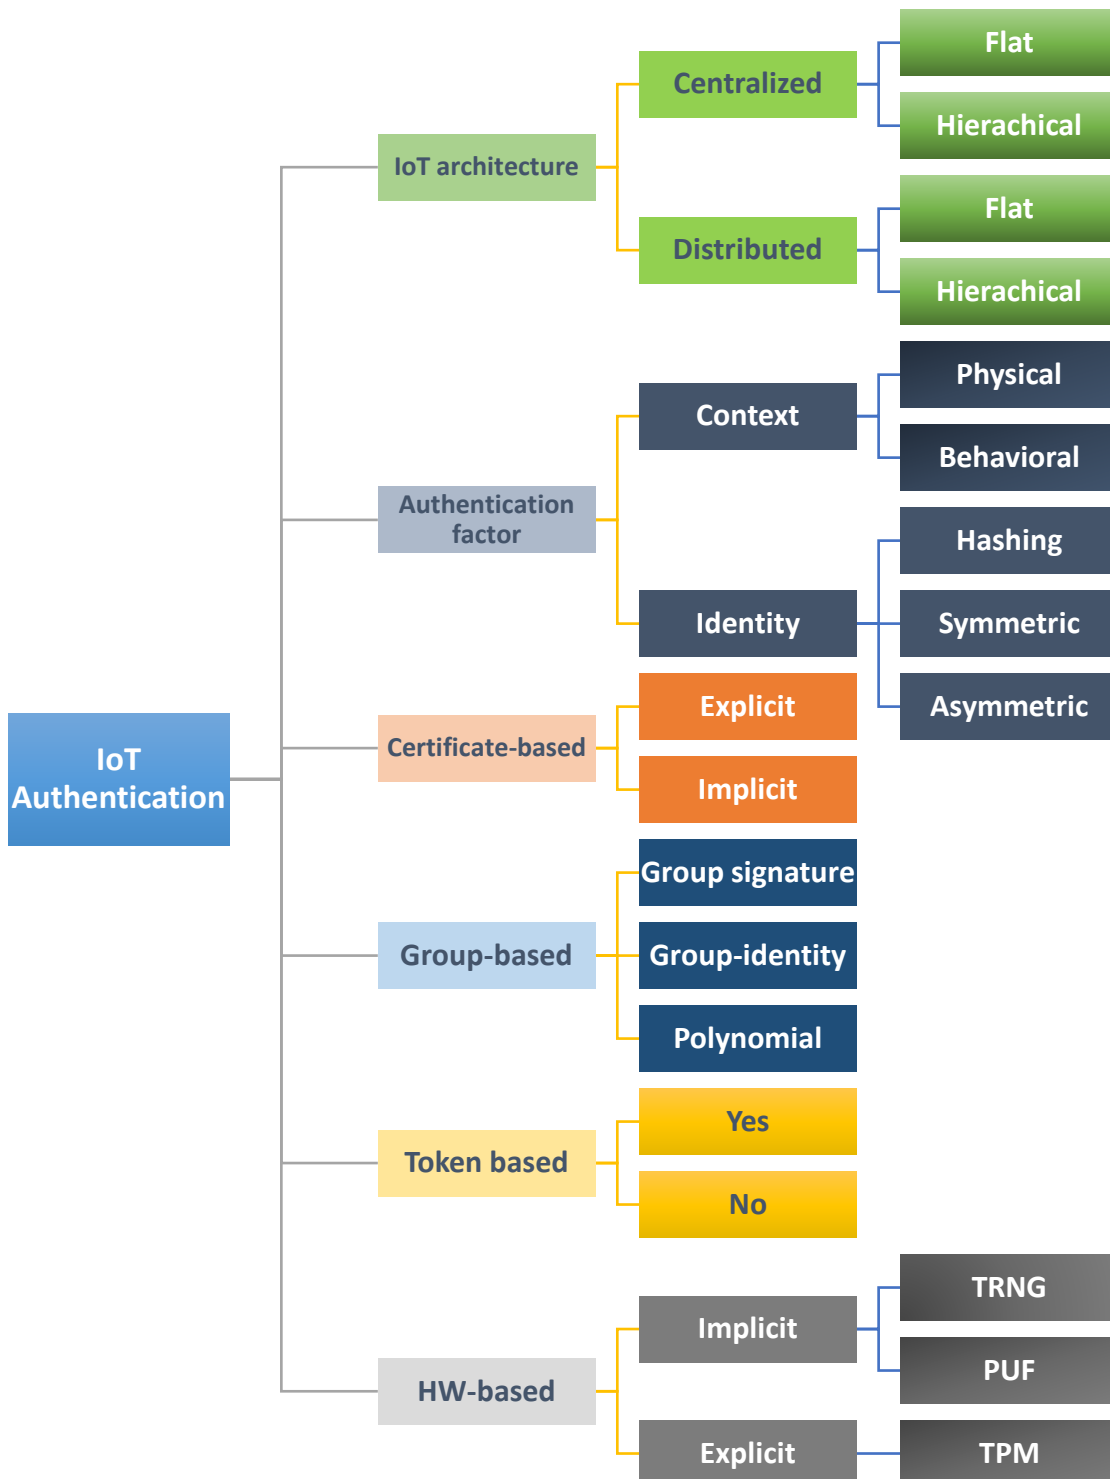 IoT
Authentication
IoT architecture
Centralized
Flat
Hierachical
Distributed
Flat
Hierachical
Authentication
factor
Context
Physical
Behavioral
Identity
Hashing
Symmetric
Asymmetric
Certificate-based
Explicit
Implicit
Group-based
Group signature
Group-identity
Polynomial
Token based
Yes
No
HW-based
Implicit
TRNG
PUF
Explicit
TPM